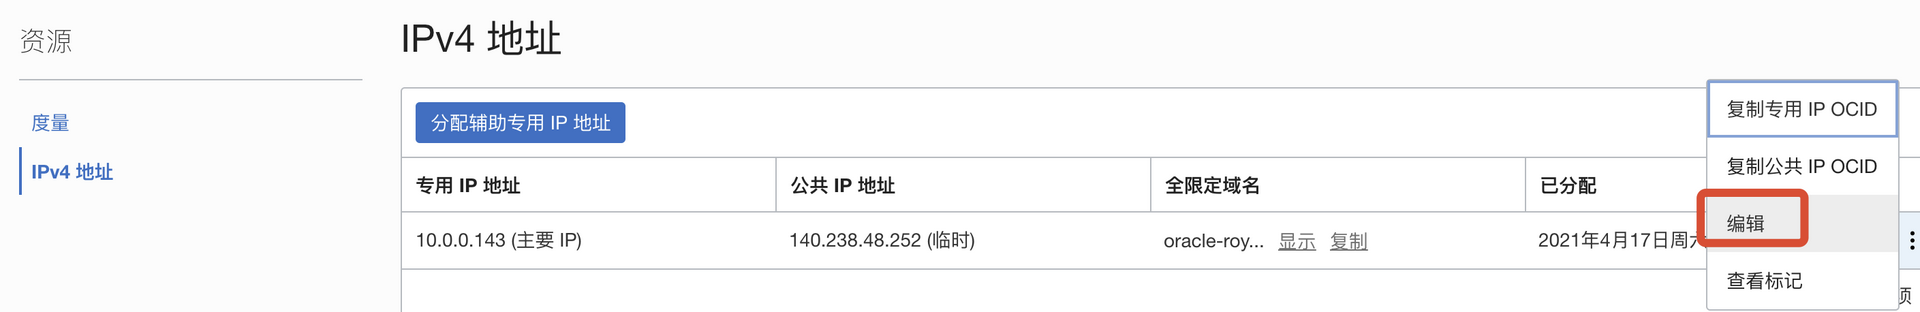 资源
度量
IPv4 地址
IPv4 地址
分配辅助专用 IP 地址
专用 IP 地址 公共 IP 地址 全限定域名 已分配
10.0.0.143 (主要 IP) 140.238.48.252 (临时) oracle-roy... 显示 复制 2021年4月17日周六
复制专用 IP OCID
复制公共 IP OCID
编辑
查看标记